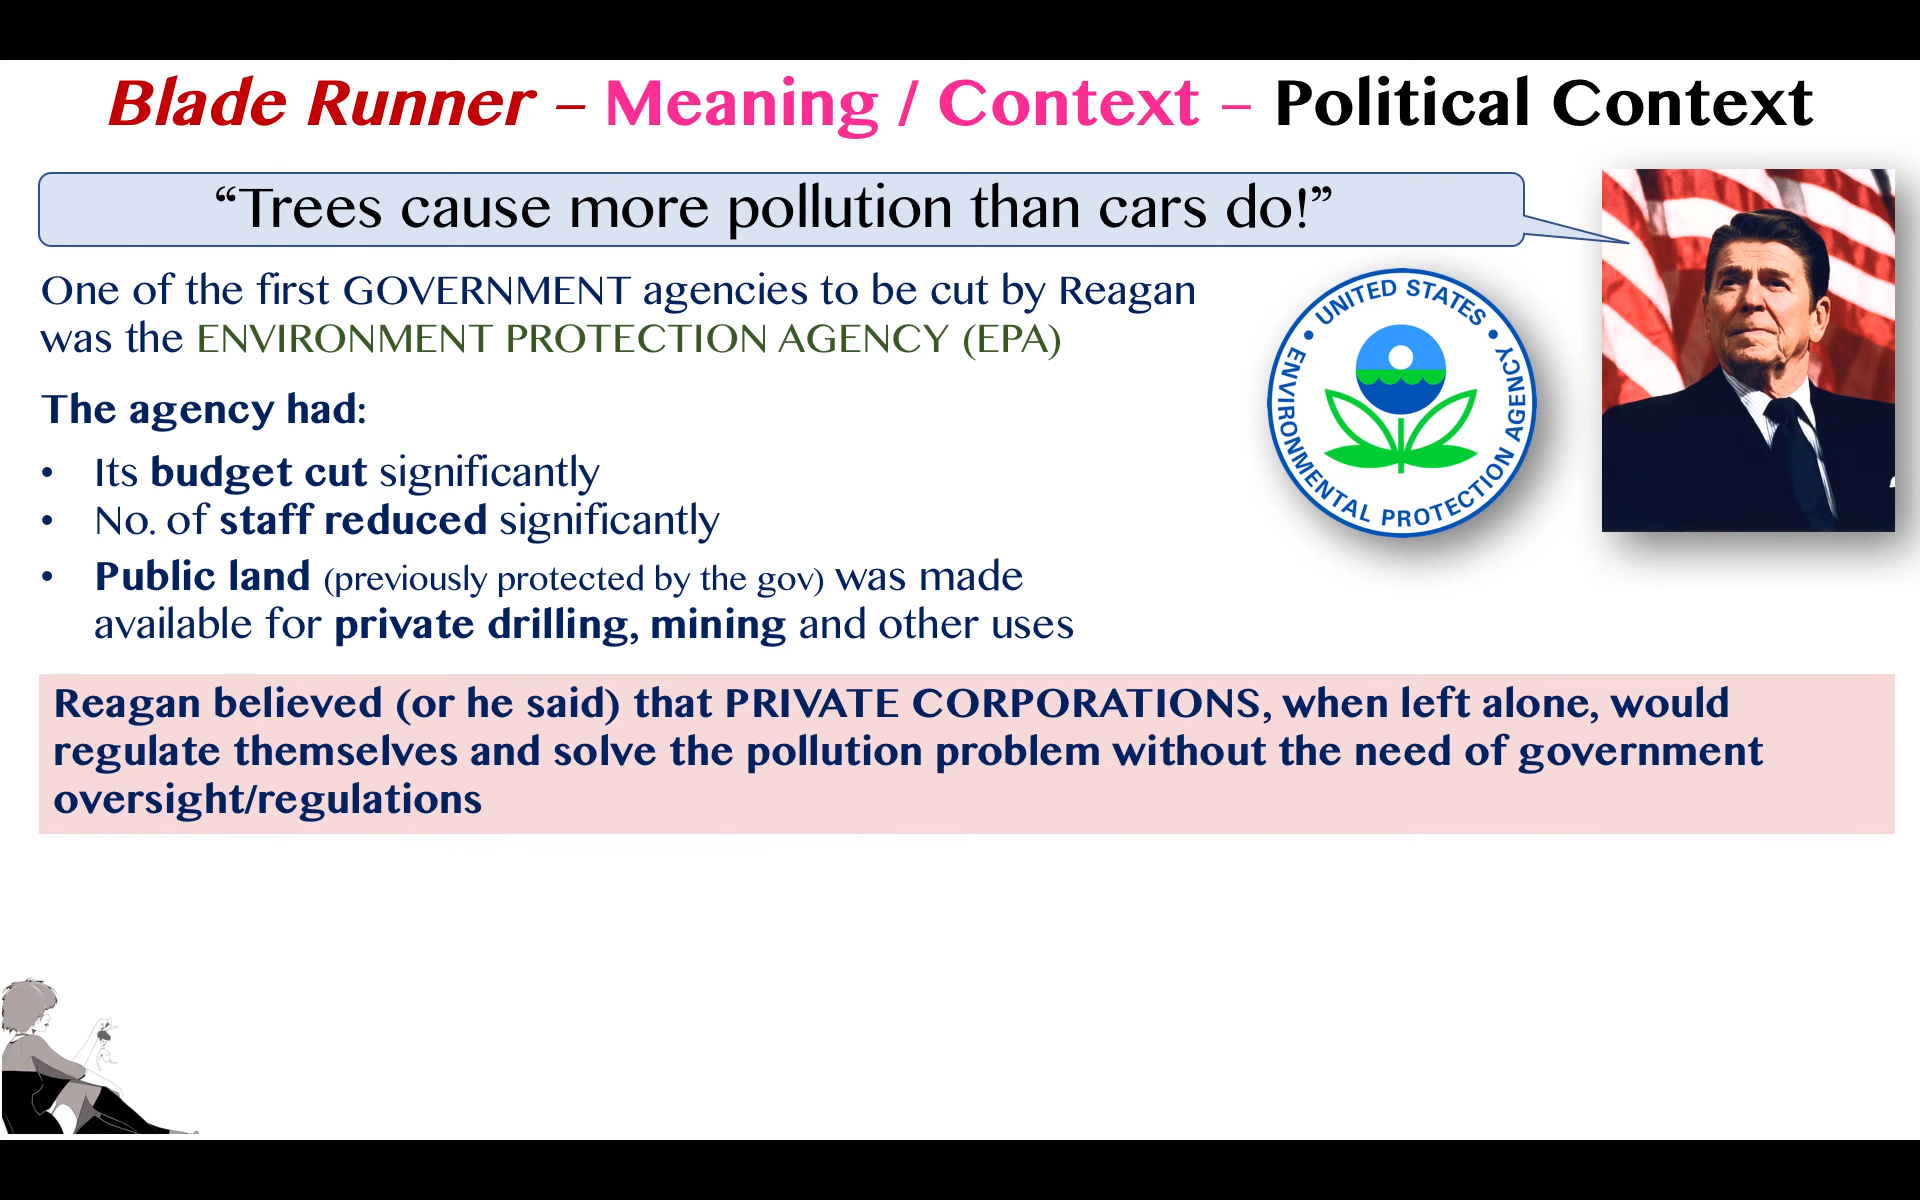 Blade Runner – Meaning / Context – Political Context
“Trees cause more pollution than cars do!”
One of the first GOVERNMENT agencies to be cut by Reagan
was the ENVIRONMENT PROTECTION AGENCY (EPA)
The agency had:
• Its budget cut significantly
• No. of staff reduced significantly
• Public land (previously protected by the gov) was made
available for private drilling, mining and other uses
UNITED STATES • ENVIRONMENTAL PROTECTION AGENCY •
Reagan believed (or he said) that PRIVATE CORPORATIONS, when left alone, would
regulate themselves and solve the pollution problem without the need of government
oversight/regulations